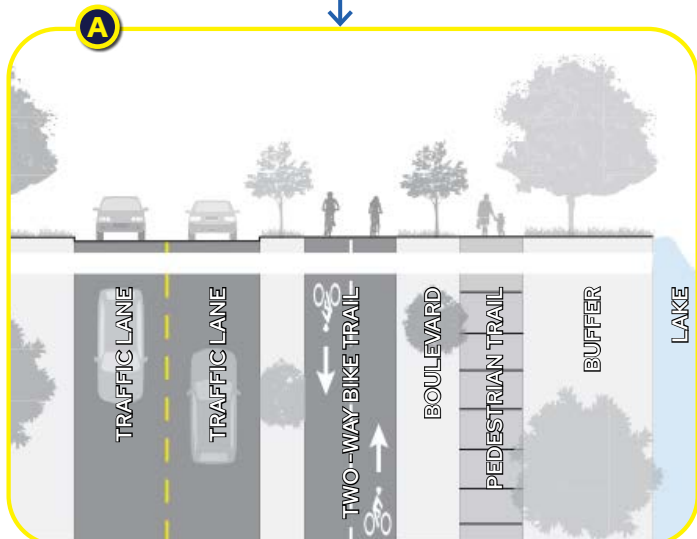 A
TRAFFIC LANE
TRAFFIC LANE
TWO-WAY BIKE TRAIL
BOULEVARD
PEDESTRIAN TRAIL
BUFFER
LAKE